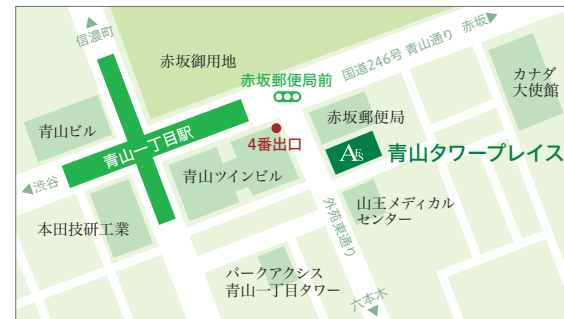 信濃町
赤坂御用地
国道246号 青山通り 赤坂
赤坂郵便局前
カナダ
大使館
青山ビル
青山一丁目駅
4番出口
赤坂郵便局
AES
青山タワープレイス
渋谷
青山ツインビル
本田技研工業
山王メディカル
センター
外苑東通り
パークアクシス
青山一丁目タワー
六本木